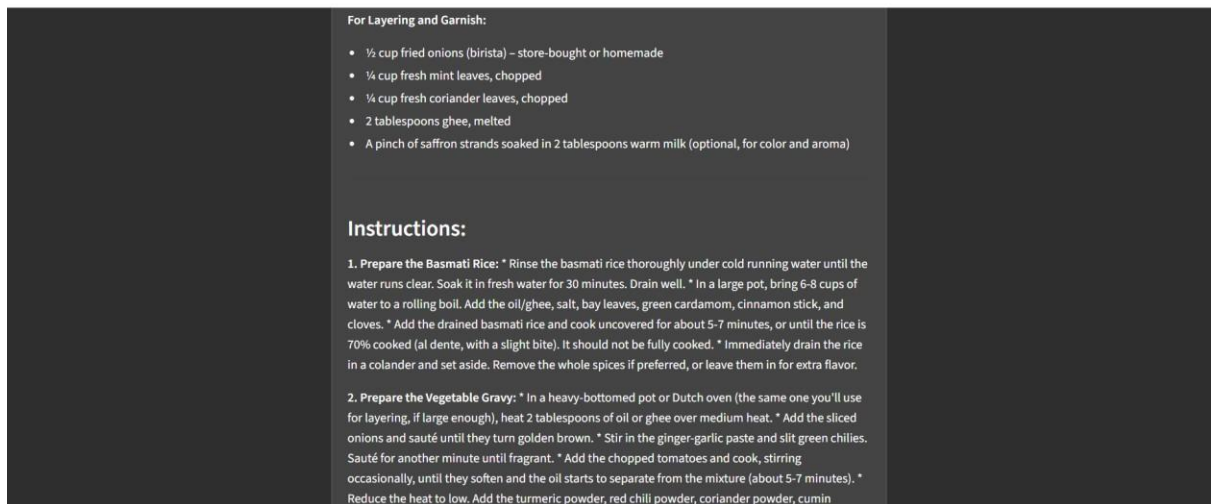 For Layering and Garnish:
• ½ cup fried onions (birista) – store-bought or homemade
• ¼ cup fresh mint leaves, chopped
• ¼ cup fresh coriander leaves, chopped
• 2 tablespoons ghee, melted
• A pinch of saffron strands soaked in 2 tablespoons warm milk (optional, for color and aroma)
Instructions:
1. Prepare the Basmati Rice: * Rinse the basmati rice thoroughly under cold running water until the
water runs clear. Soak it in fresh water for 30 minutes. Drain well. * In a large pot, bring 6-8 cups of
water to a rolling boil. Add the oil/ghee, salt, bay leaves, green cardamom, cinnamon stick, and
cloves. * Add the drained basmati rice and cook uncovered for about 5-7 minutes, or until the rice is
70% cooked (al dente, with a slight bite). It should not be fully cooked. * Immediately drain the rice
in a colander and set aside. Remove the whole spices if preferred, or leave them in for extra flavor.
2. Prepare the Vegetable Gravy: * In a heavy-bottomed pot or Dutch oven (the same one you'll use
for layering, if large enough), heat 2 tablespoons of oil or ghee over medium heat. * Add the sliced
onions and sauté until they turn golden brown. * Stir in the ginger-garlic paste and slit green chilies.
Sauté for another minute until fragrant. * Add the chopped tomatoes and cook, stirring
occasionally, until they soften and the oil starts to separate from the mixture (about 5-7 minutes). *
Reduce the heat to low. Add the turmeric powder, red chili powder, coriander powder, cumin